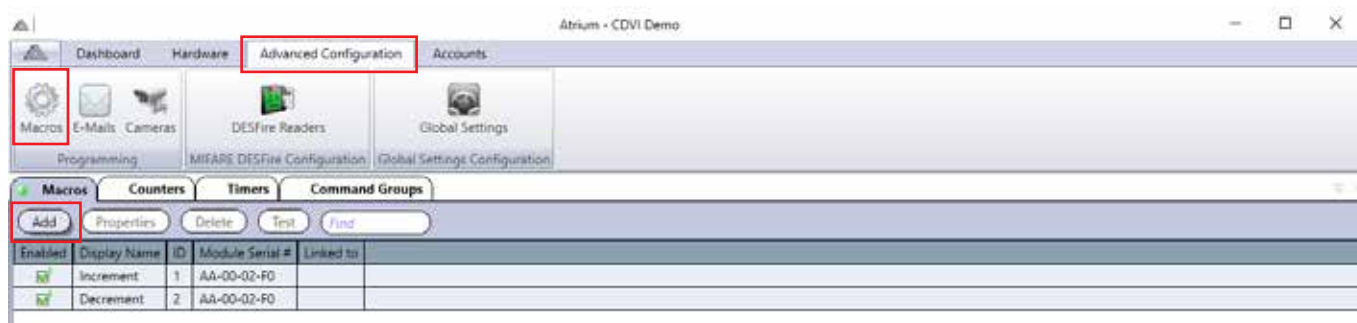 Atrium - CDVI Demo
Dashboard Hardware Advanced Configuration Accounts
Macros E-Mails Cameras DESFire Readers Global Settings
Programming MIFARE DESFire Configuration Global Settings Configuration
Macros Counters Timers Command Groups
Add Properties Delete Test Find
Enabled Display Name ID Module Serial # Linked to
Increment 1 AA-00-02-F0
Decrement 2 AA-00-02-F0